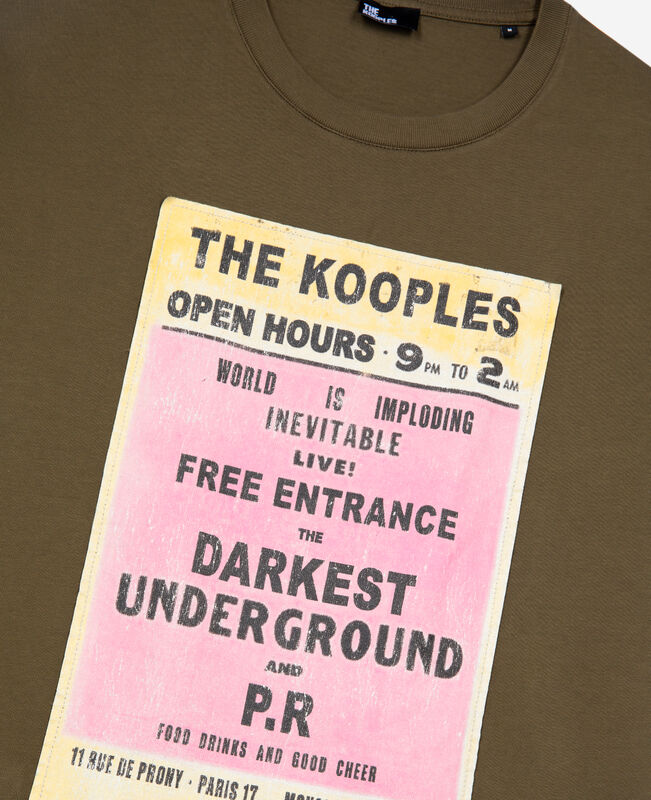 THE
KOOPLES
M
THE KOOPLES
OPEN HOURS · 9 PM TO 2 AM
WORLD IS IMPLODING
INEVITABLE
LIVE!
FREE ENTRANCE
THE
DARKEST
UNDERGROUND
AND
P.R
FOOD DRINKS AND GOOD CHEER
11 RUE DE PRONY · PARIS 17